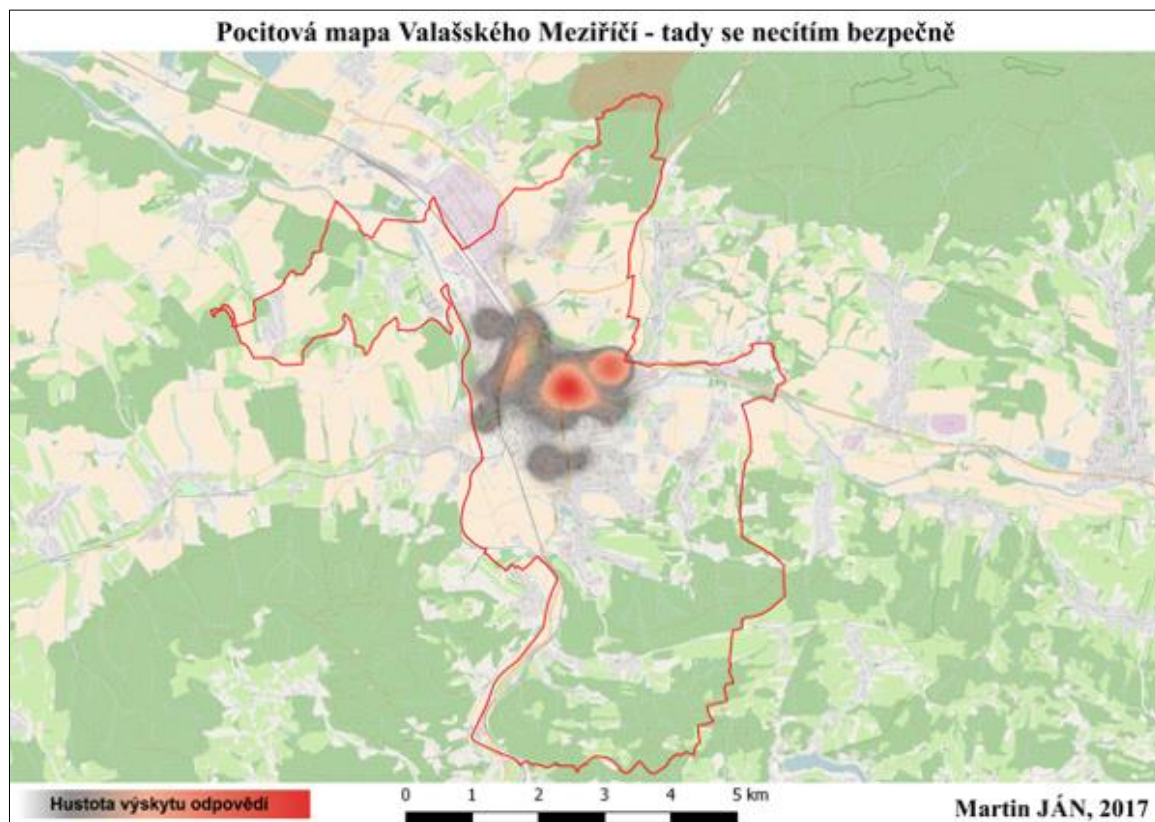 Pocitová mapa Valašského Meziříčí - tady se necítím bezpečně
Hustota výskytu odpovědí
0 1 2 3 4 5 km
Martin JÁN, 2017